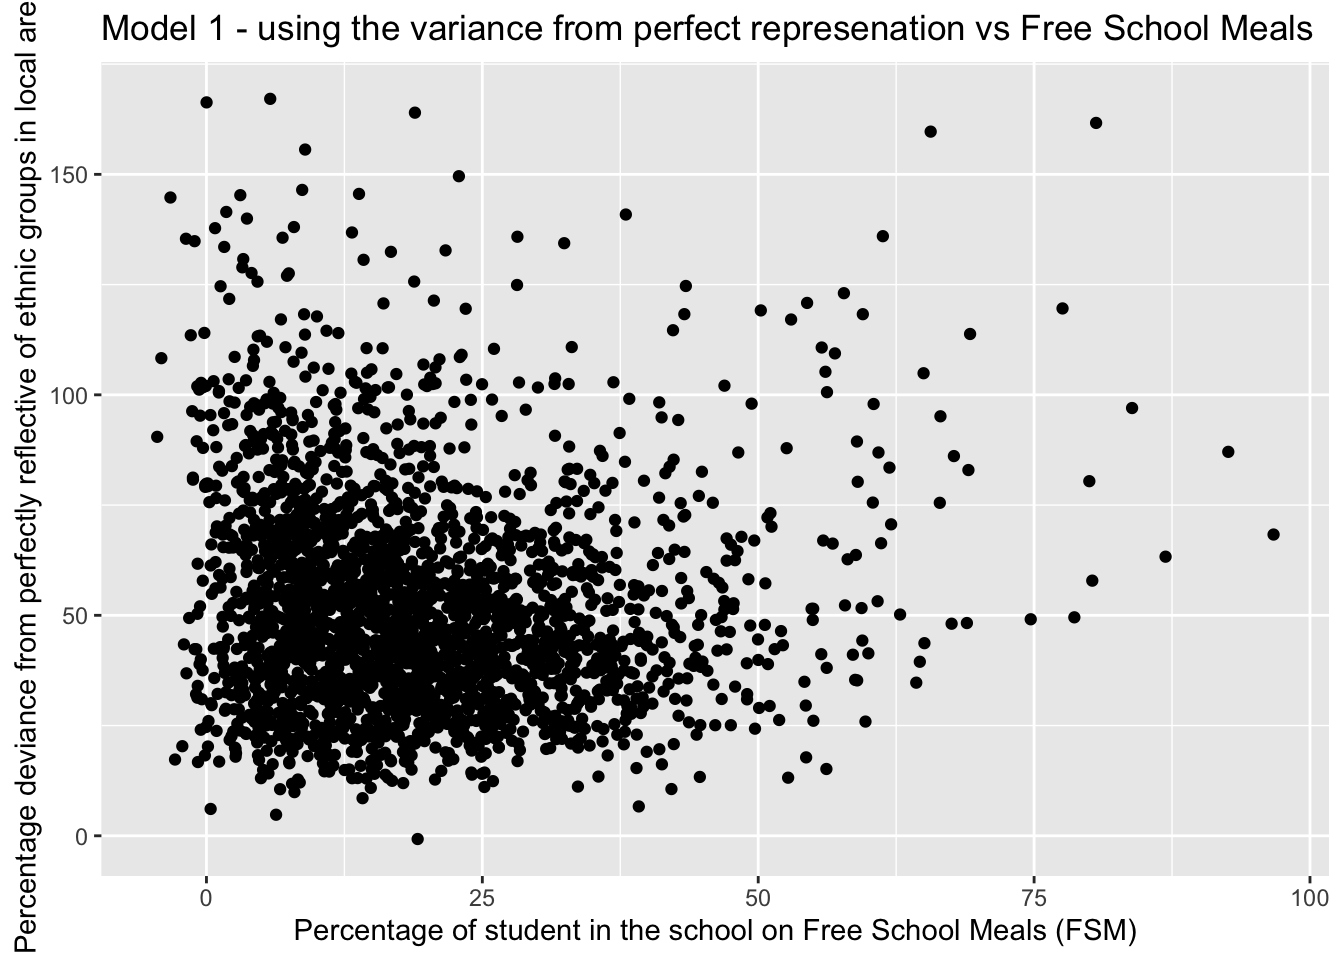 Model 1 - using the variance from perfect represenation vs Free School Meals
Percentage deviance from perfectly reflective of ethnic groups in local are
150
100
50
0
0 25 50 75 100
Percentage of student in the school on Free School Meals (FSM)